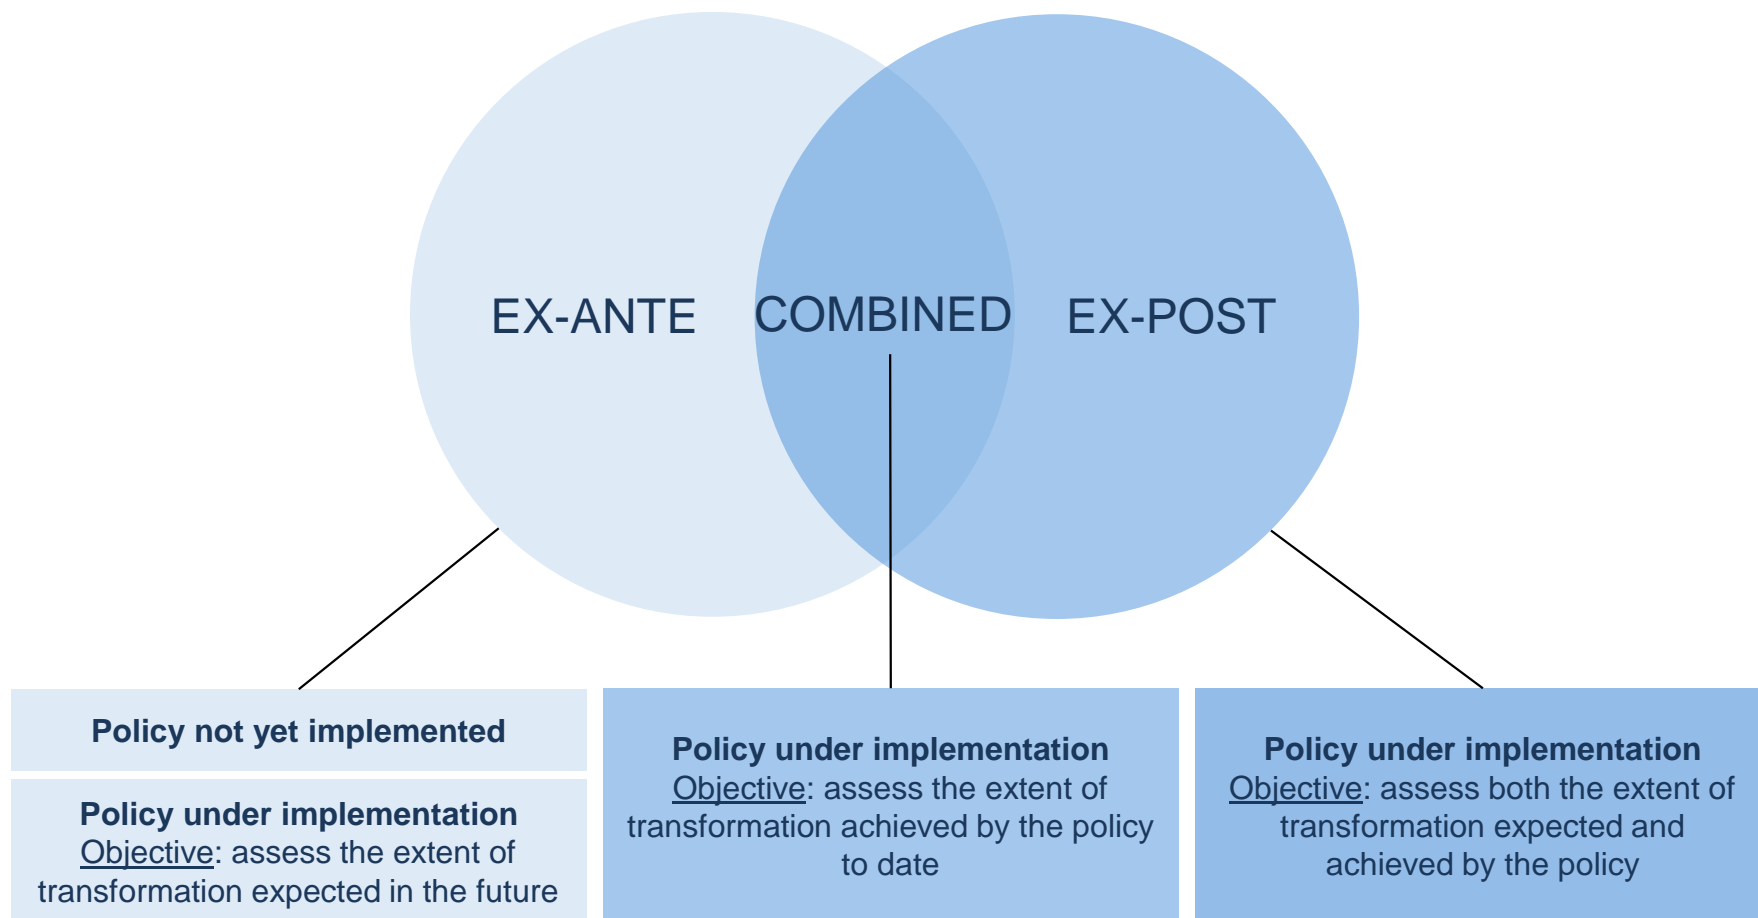 EX-ANTE
COMBINED
EX-POST
Policy not yet implemented
Policy under implementation
Objective: assess the extent of
transformation expected in the future
Policy under implementation
Objective: assess the extent of
transformation achieved by the policy
to date
Policy under implementation
Objective: assess both the extent of
transformation expected and
achieved by the policy